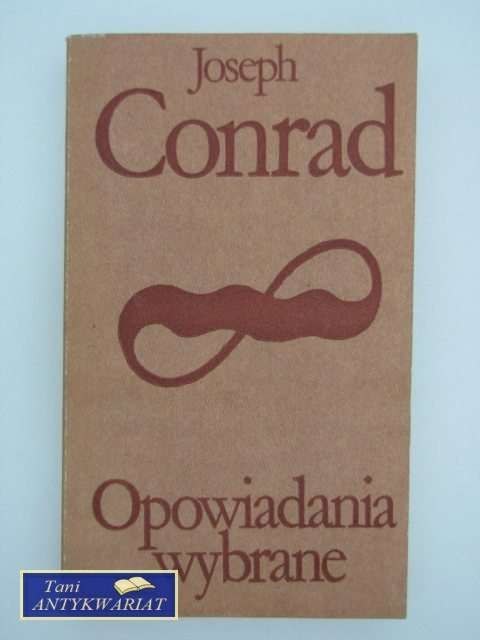 Joseph
Conrad
Opowiadania
wybrane
Tani
ANTYKWARIAT